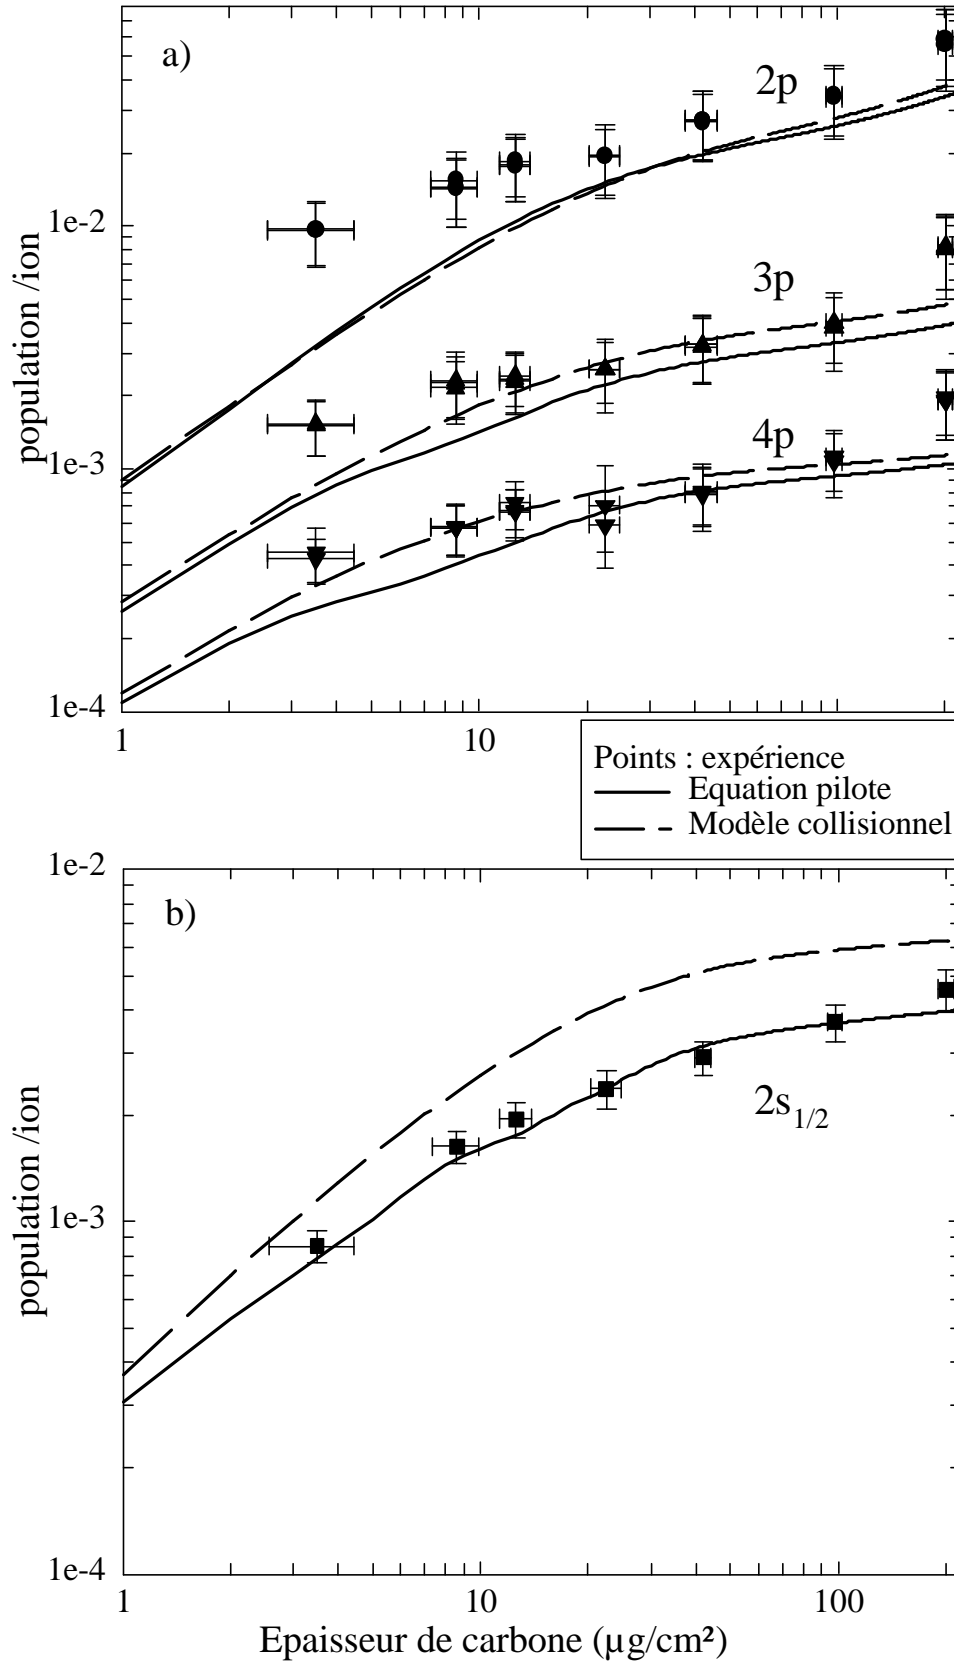 a)
2p
1e-2
3p
population /ion
4p
1e-3
1e-4
1
10
Points : expérience
Equation pilote
Modèle collisionnel
1e-2
b)
population /ion
2s1/2
1e-3
1e-4
1
10
100
Epaisseur de carbone (µg/cm²)